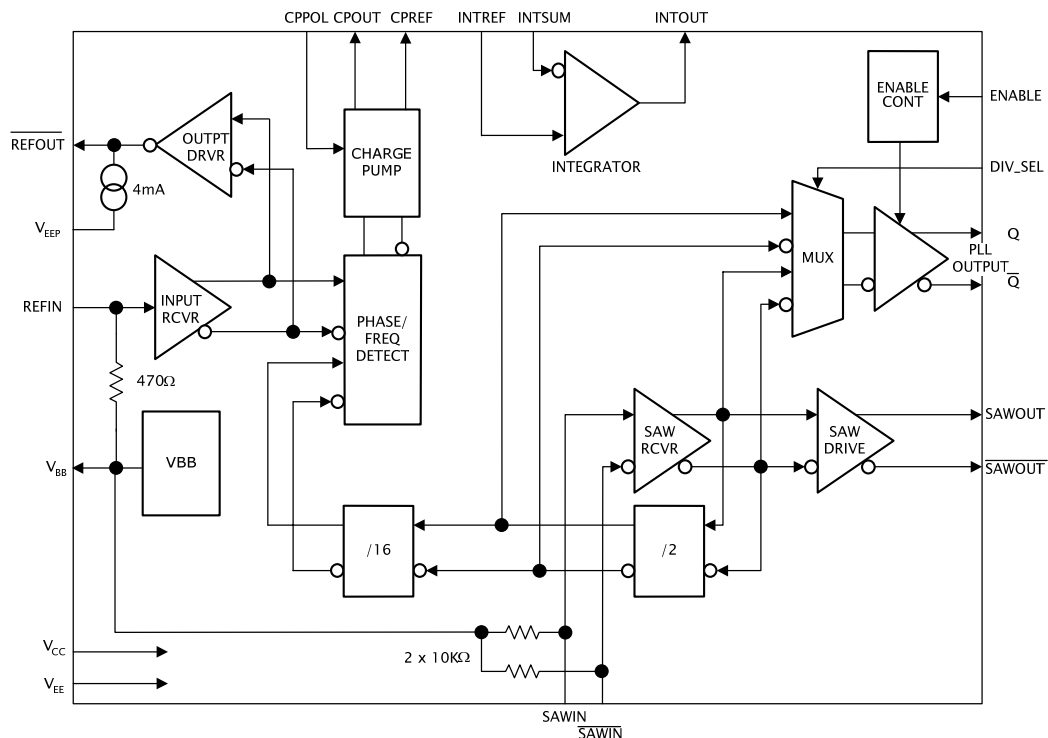 CPPOL CPOUT CPREF INTREF INTSUM INTOUT
ENABLE
CONT
ENABLE
REFOUT
OUTPT
DRVR
CHARGE
PUMP
INTEGRATOR
4mA
DIV_SEL
VEEP
MUX
Q
PLL
OUTPUT
Q
REFIN
INPUT
RCVR
PHASE/
FREQ
DETECT
470Ω
SAW
RCVR
SAW
DRIVE
SAWOUT
VBB
VBB
SAWOUT
/16
/2
VCC
2 x 10KΩ
VEE
SAWIN
SAWIN